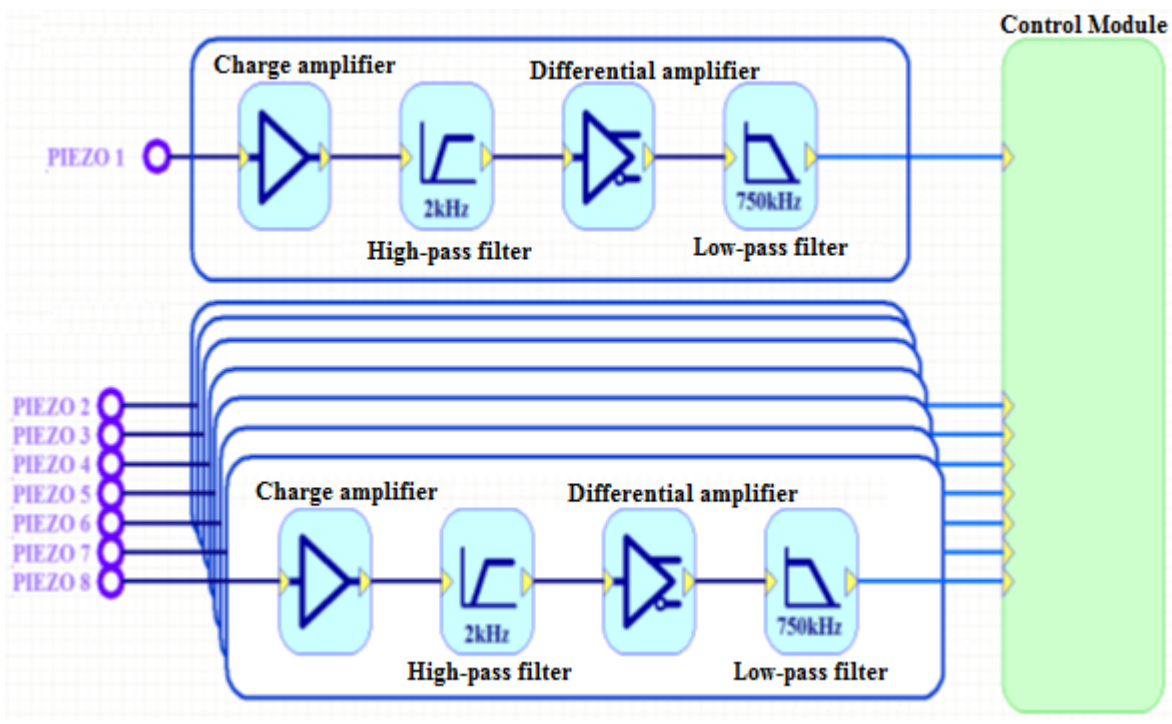 Control Module
Charge amplifier
Differential amplifier
PIEZO 1
2kHz
750kHz
High-pass filter
Low-pass filter
PIEZO 2
PIEZO 3
PIEZO 4
PIEZO 5
PIEZO 6
PIEZO 7
PIEZO 8
Charge amplifier
Differential amplifier
2kHz
750kHz
High-pass filter
Low-pass filter